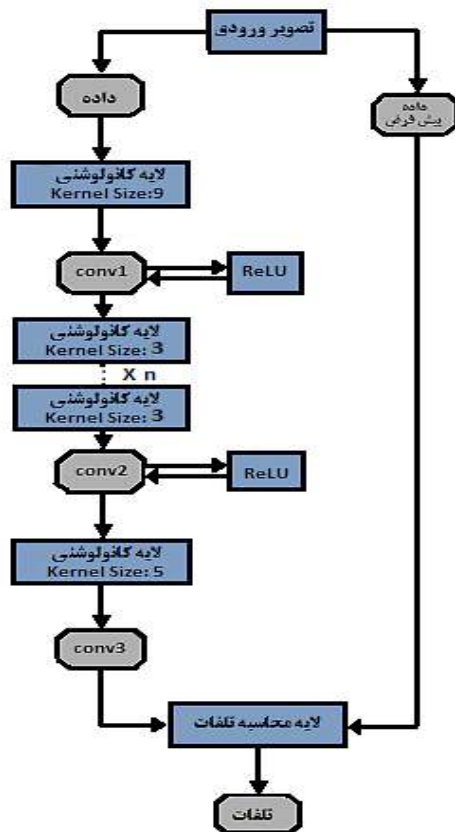 تصویر ورودی
داده
داده
پیش فرض
لایه کانولوشنی
Kernel Size:9
conv1
ReLU
لایه کانولوشنی
Kernel Size: 3
X n
لایه کانولوشنی
Kernel Size: 3
conv2
ReLU
لایه کانولوشنی
Kernel Size: 5
conv3
لایه محاسبه تلفات
تلفات